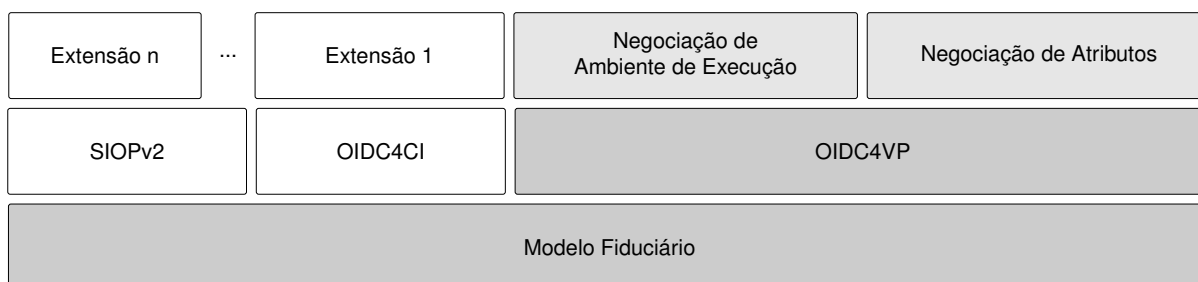 Extensão n
...
Extensão 1
Negociação de
Ambiente de Execução
Negociação de Atributos
SIOPv2
OIDC4CI
OIDC4VP
Modelo Fiduciário